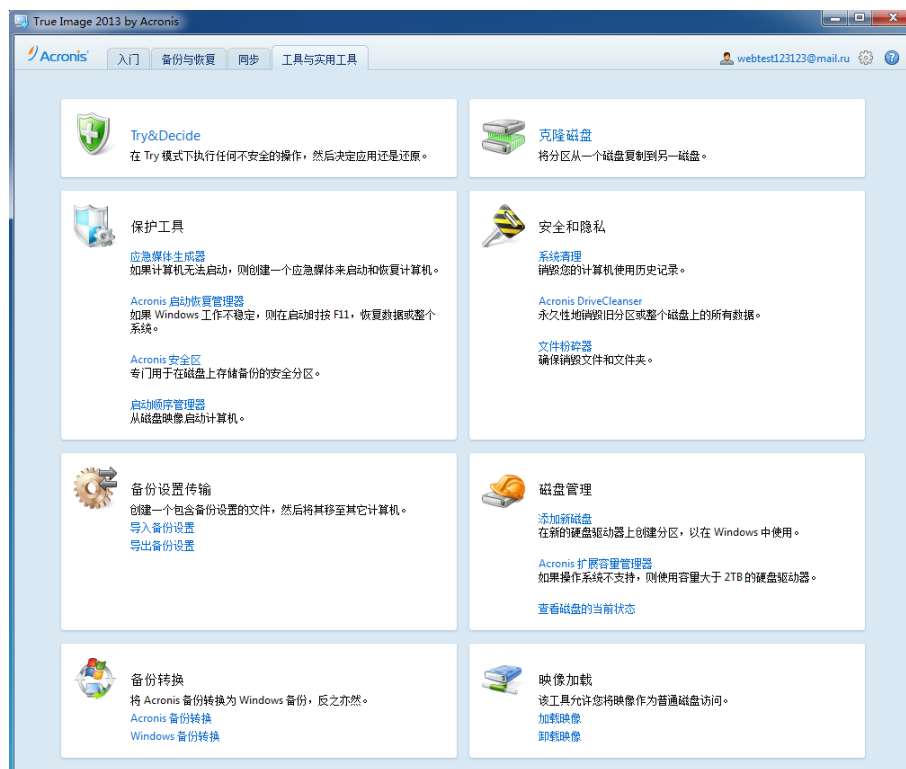 True Image 2013 by Acronis
Acronis
入门
备份与恢复
同步
工具与实用工具
webtest123123@mail.ru
Try&Decide
在 Try 模式下执行任何不安全的操作，然后决定应用还是还原。
克隆磁盘
将分区从一个磁盘复制到另一磁盘。
保护工具
应急媒体生成器
如果计算机无法启动，则创建一个应急媒体来启动和恢复计算机。
Acronis 启动恢复管理器
如果 Windows 工作不稳定，则在启动时按 F11，恢复数据或整个
系统。
Acronis 安全区
专门用于在磁盘上存储备份的安全分区。
启动顺序管理器
从磁盘映像启动计算机。
安全和隐私
系统清理
销毁您的计算机使用历史记录。
Acronis DriveCleanser
永久性地销毁旧分区或整个磁盘上的所有数据。
文件粉碎器
确保销毁文件和文件夹。
备份设置传输
创建一个包含备份设置的文件，然后将其移至其它计算机。
导入备份设置
导出备份设置
磁盘管理
添加新磁盘
在新的硬盘驱动器上创建分区，以在 Windows 中使用。
Acronis 扩展容量管理器
如果操作系统不支持，则使用容量大于 2TB 的硬盘驱动器。
查看磁盘的当前状态
备份转换
将 Acronis 备份转换为 Windows 备份，反之亦然。
Acronis 备份转换
Windows 备份转换
映像加载
该工具允许您将映像作为普通磁盘访问。
加载映像
卸载映像